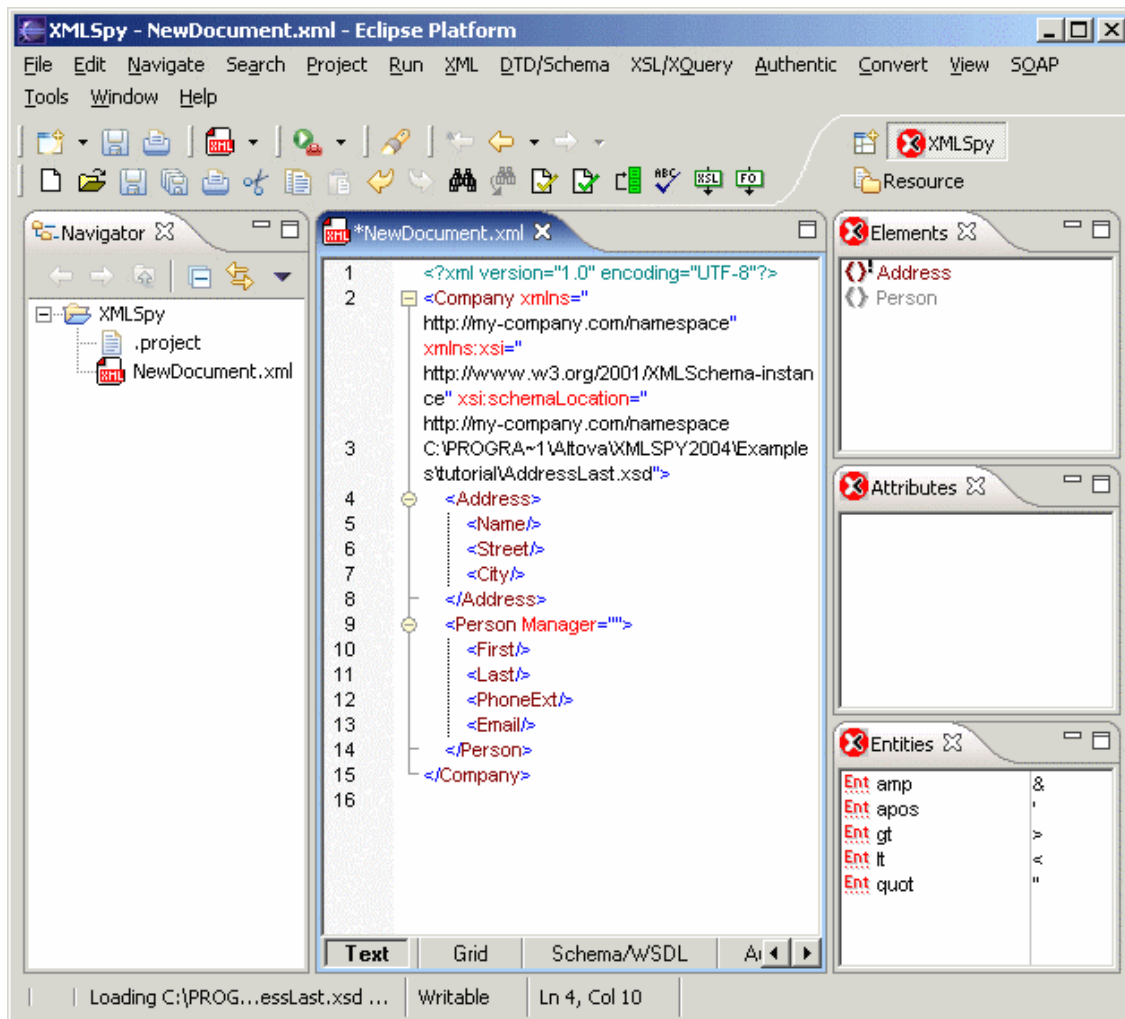 XMLSpy - NewDocument.xml - Eclipse Platform
File Edit Navigate Search Project Run XML DTD/Schema XSL/XQuery Authentic Convert View SOAP
Tools Window Help
XML
XMLSpy
ABC XSL FO
Resource
Navigator
XMLSpy
.project
XML NewDocument.xml
XML *NewDocument.xml
1 <?xml version="1.0" encoding="UTF-8"?>
2 <Company xmlns="
http://my-company.com/namespace"
xmlns:xsi="
http://www.w3.org/2001/XMLSchema-instan
ce" xsi:schemaLocation="
http://my-company.com/namespace
3 C:\PROGRA~1\Altova\XMLSPY2004\Example
s\tutorial\AddressLast.xsd">
4 <Address>
5 <Name/>
6 <Street/>
7 <City/>
8 </Address>
9 <Person Manager="">
10 <First/>
11 <Last/>
12 <PhoneExt/>
13 <Email/>
14 </Person>
15 </Company>
16
Text Grid Schema/WSDL
Elements
Address
Person
Attributes
Entities
Ent amp &
Ent apos '
Ent gt >
Ent lt <
Ent quot "
Loading C:\PROG...essLast.xsd ... Writable Ln 4, Col 10